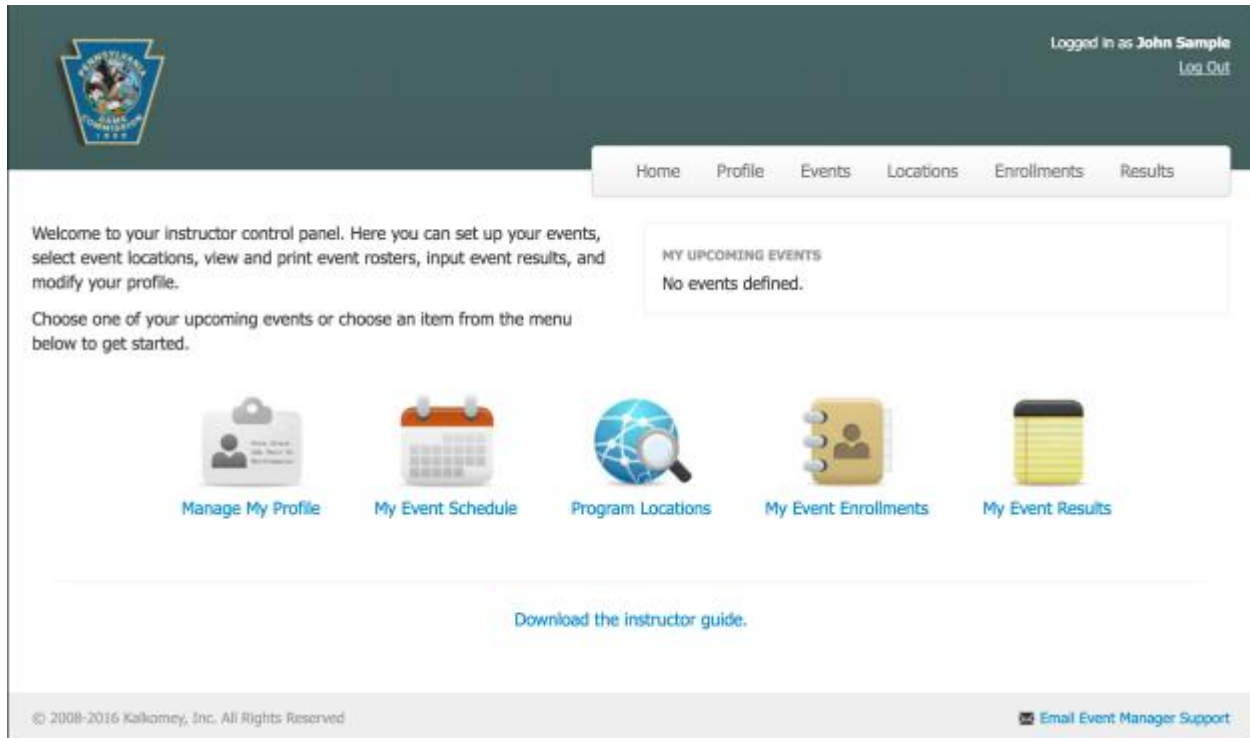 PENNSYLVANIA
GAME
COMMISSION
Logged in as John Sample
Log Out
Home Profile Events Locations Enrollments Results
Welcome to your instructor control panel. Here you can set up your events,
select event locations, view and print event rosters, input event results, and
modify your profile.
Choose one of your upcoming events or choose an item from the menu
below to get started.
MY UPCOMING EVENTS
No events defined.
Manage My Profile My Event Schedule Program Locations My Event Enrollments My Event Results
Download the instructor guide.
© 2008-2016 Kalkomey, Inc. All Rights Reserved
Email Event Manager Support